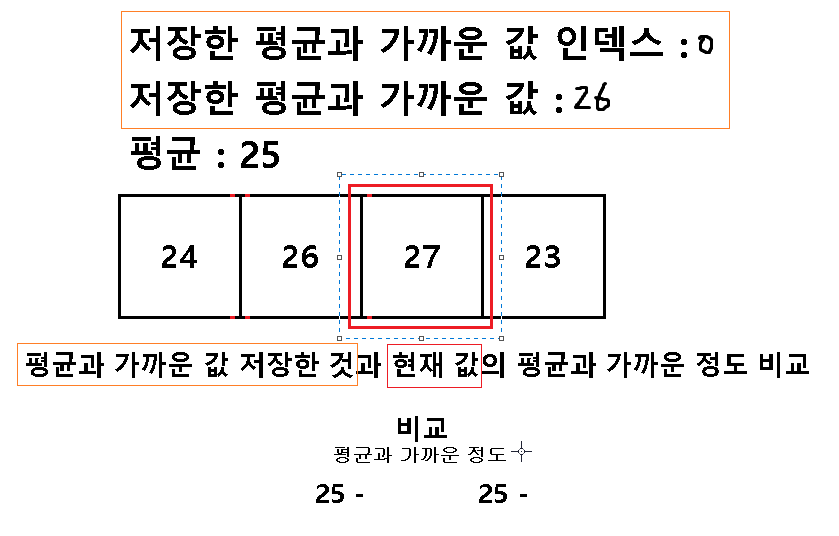 저장한 평균과 가까운 값 인덱스 : 0
저장한 평균과 가까운 값 : 26
평균 : 25
24 26 27 23
평균과 가까운 값 저장한 것과 현재 값의 평균과 가까운 정도 비교
비교
평균과 가까운 정도
25 - 25 -